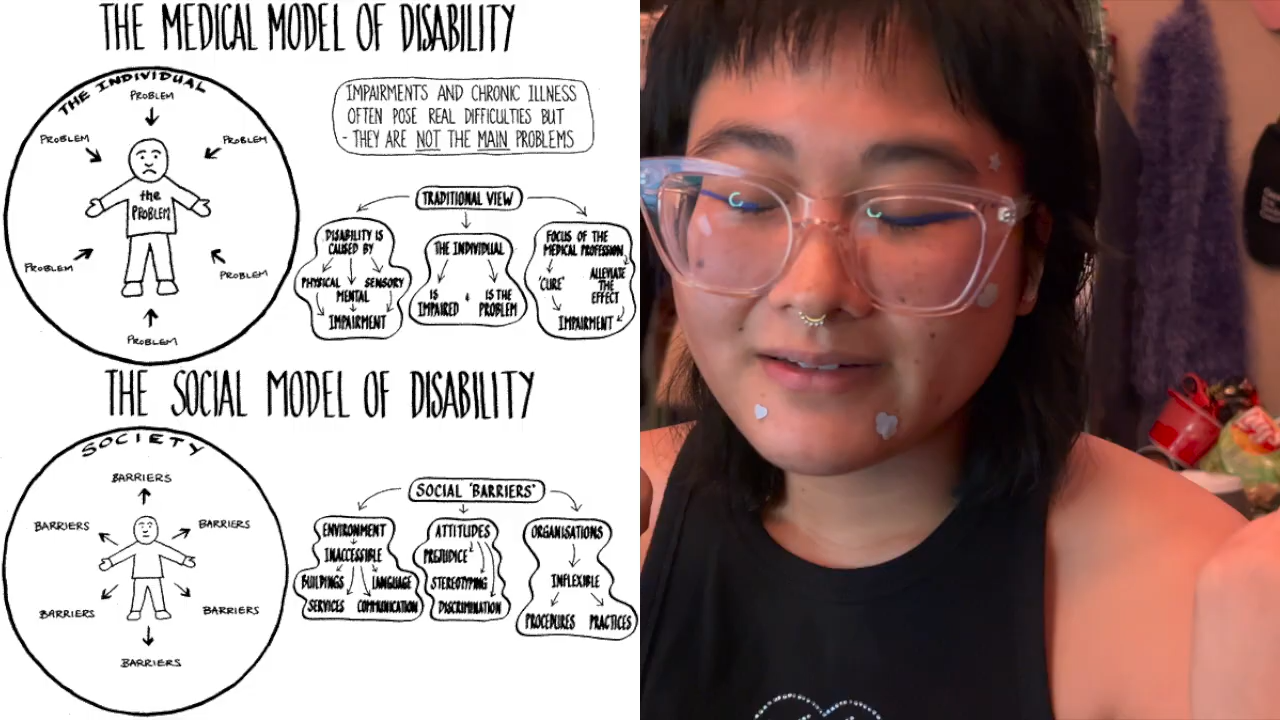 THE MEDICAL MODEL OF DISABILITY
THE INDIVIDUAL
PROBLEM
PROBLEM
PROBLEM
the
PROBLEM
PROBLEM
PROBLEM
PROBLEM
IMPAIRMENTS AND CHRONIC ILLNESS
OFTEN POSE REAL DIFFICULTIES BUT
- THEY ARE NOT THE MAIN PROBLEMS
TRADITIONAL VIEW
DISABILITY IS
CAUSED BY
PHYSICAL SENSORY
MENTAL
IMPAIRMENT
THE INDIVIDUAL
IS
IMPAIRED
&
IS THE
PROBLEM
FOCUS OF THE
MEDICAL PROFESSION
'CURE'
ALLEVIATE
THE
EFFECT
IMPAIRMENT
THE SOCIAL MODEL OF DISABILITY
SOCIETY
BARRIERS
BARRIERS
BARRIERS
BARRIERS
BARRIERS
BARRIERS
SOCIAL 'BARRIERS'
ENVIRONMENT
INACCESSIBLE
BUILDINGS LANGUAGE
SERVICES COMMUNICATION
ATTITUDES
PREJUDICE
STEREOTYPING
DISCRIMINATION
ORGANISATIONS
INFLEXIBLE
PROCEDURES PRACTICES